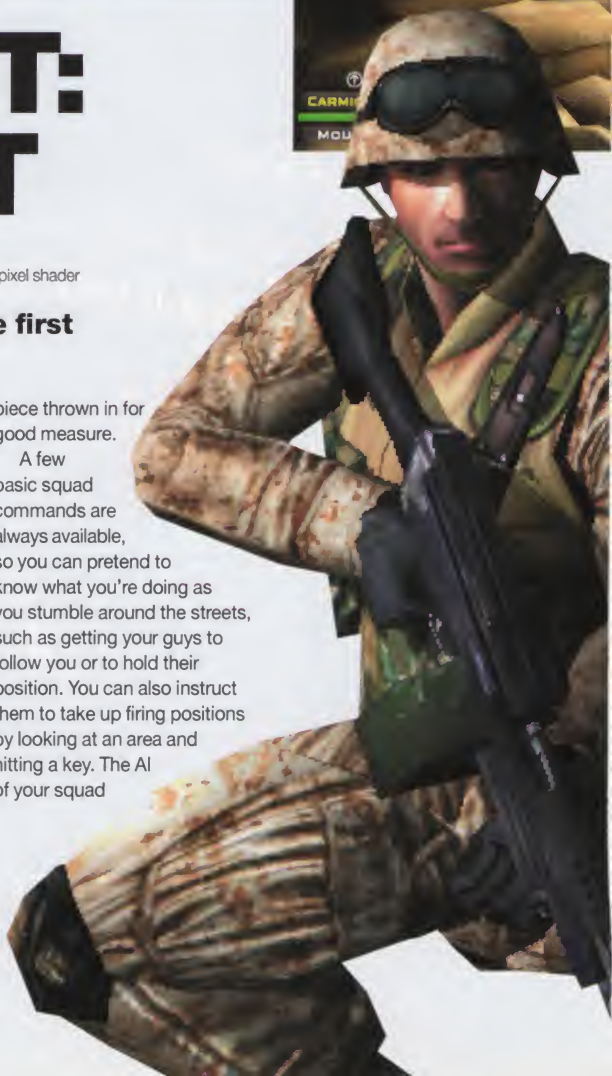 T:
T
CARMI
MOU
pixel shader
e first
piece thrown in for
good measure.
A few
basic squad
commands are
always available,
so you can pretend to
know what you're doing as
you stumble around the streets,
such as getting your guys to
follow you or to hold their
position. You can also instruct
them to take up firing positions
by looking at an area and
hitting a key. The AI
of your squad